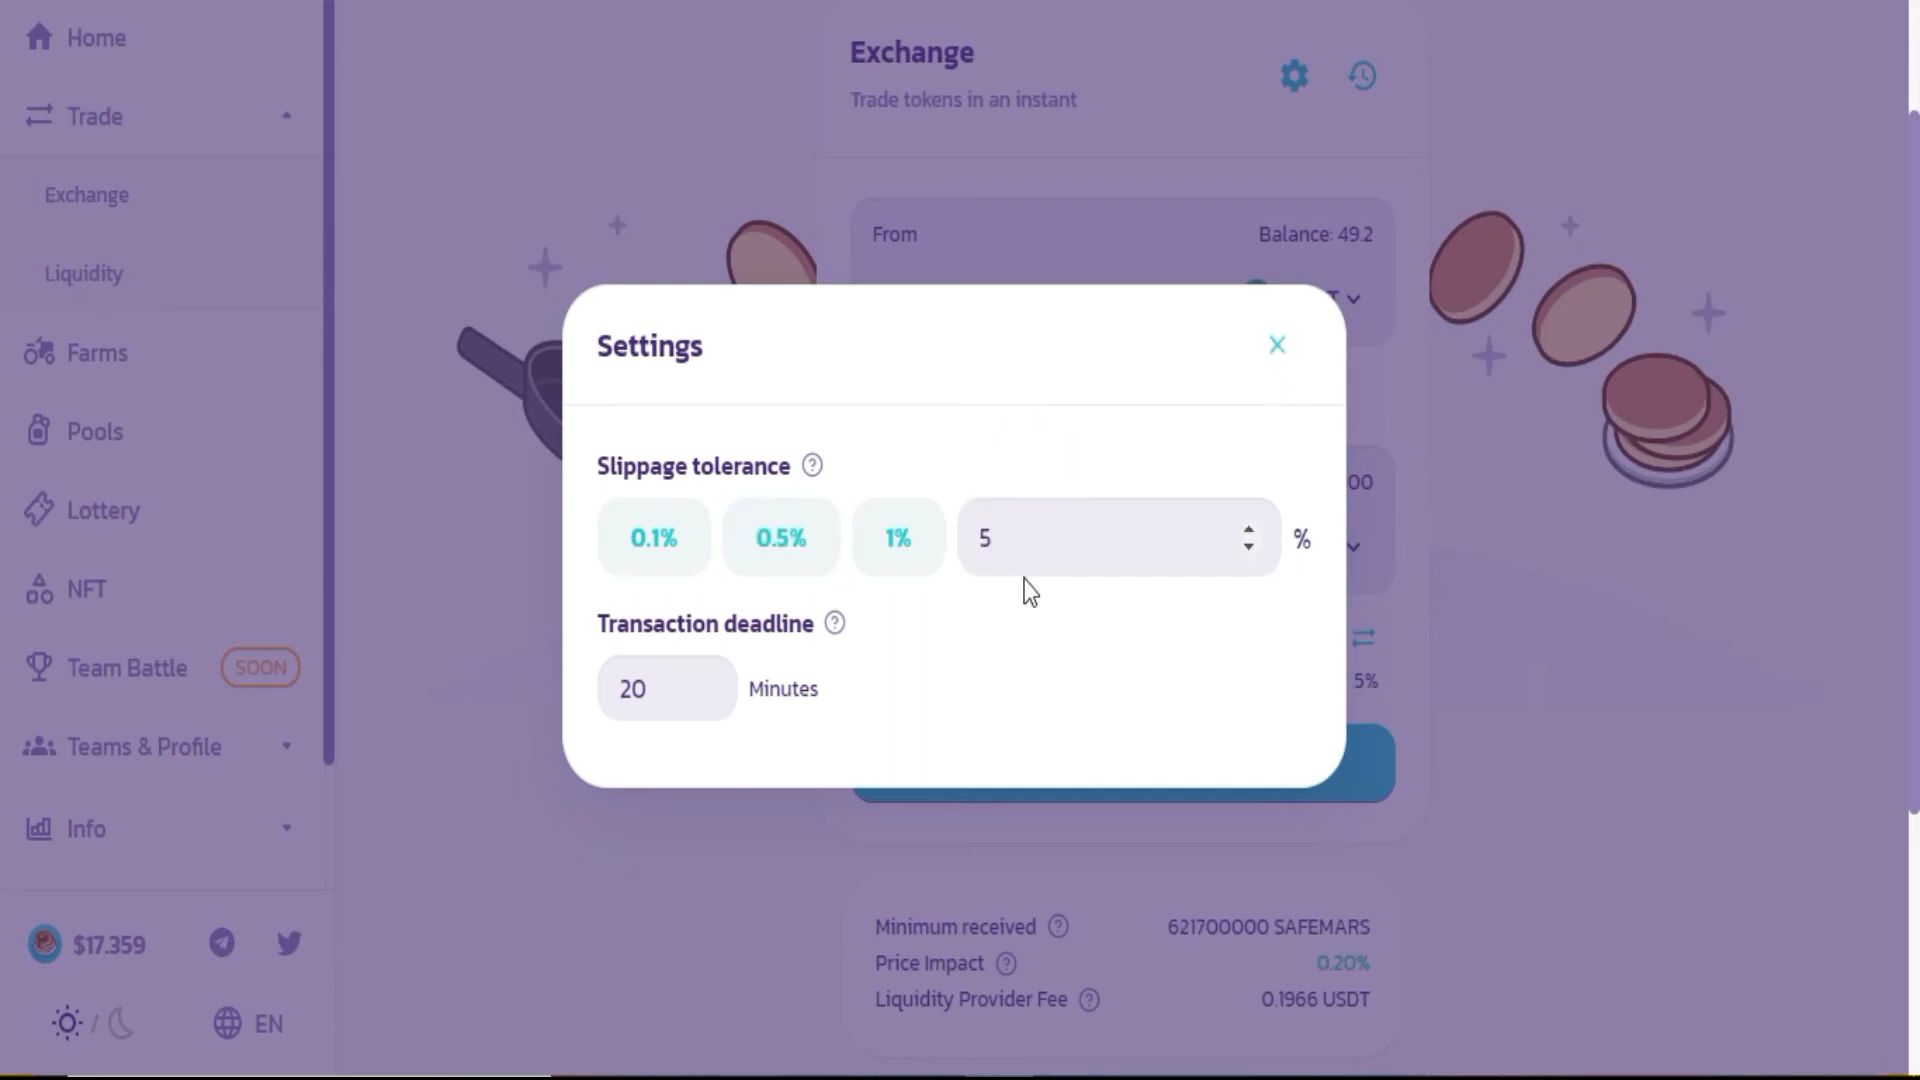 Home
Trade
Exchange
Liquidity
Farms
Pools
Lottery
NFT
Team Battle SOON
Teams & Profile
Info
$17.359
/ EN
Exchange
Trade tokens in an instant
From Balance: 49.2
T
00
5%
Settings
Slippage tolerance ?
0.1% 0.5% 1% 5 %
Transaction deadline ?
20 Minutes
Minimum received ? 621700000 SAFEMARS
Price Impact ? 0.20%
Liquidity Provider Fee ? 0.1966 USDT